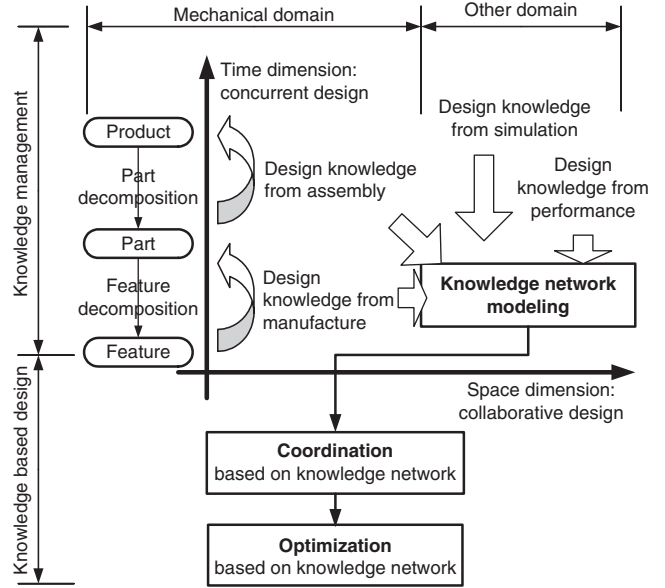 Mechanical domain
Other domain
Time dimension:
concurrent design
Design knowledge
from simulation
Product
Part
decomposition
Design knowledge
from assembly
Design
knowledge from
performance
Part
Feature
decomposition
Design
knowledge from
manufacture
Knowledge network
modeling
Feature
Space dimension:
collaborative design
Coordination
based on knowledge network
Optimization
based on knowledge network
Knowledge management
Knowledge based design